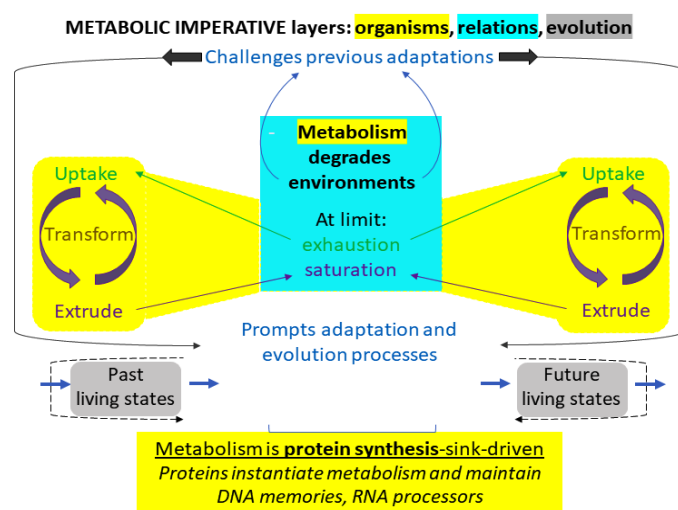 METABOLIC IMPERATIVE layers: organisms, relations, evolution
Challenges previous adaptations
Metabolism
degrades
environments
At limit:
exhaustion
saturation
Uptake
Transform
Extrude
Uptake
Transform
Extrude
Prompts adaptation and
evolution processes
Past
living states
Future
living states
Metabolism is protein synthesis-sink-driven
Proteins instantiate metabolism and maintain
DNA memories, RNA processors